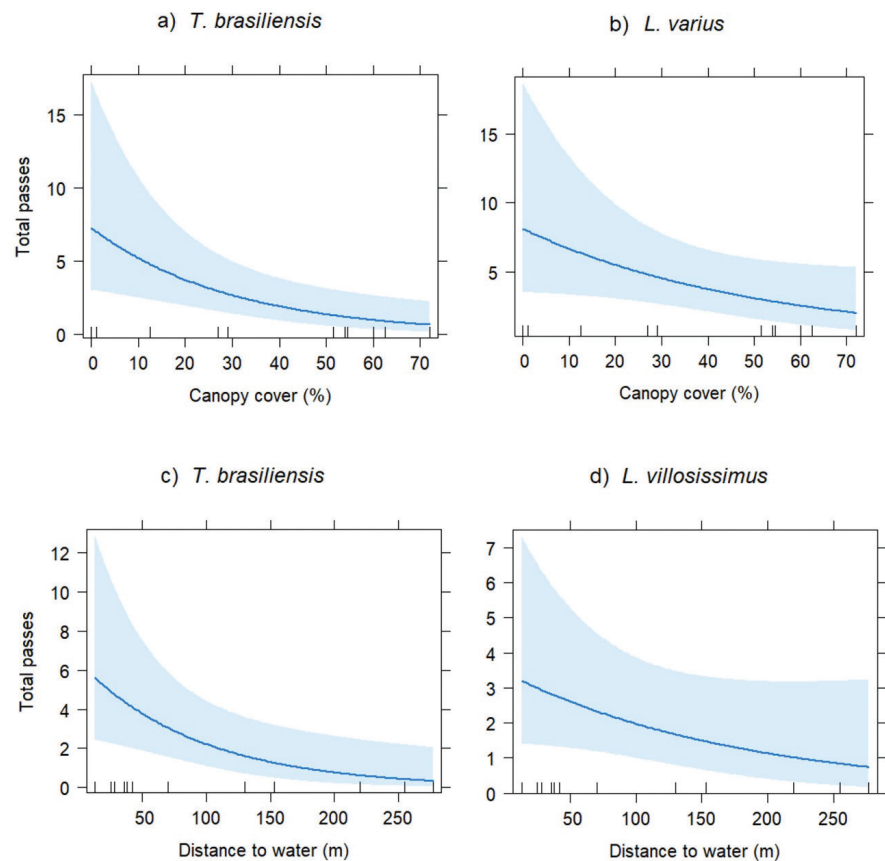 a) T. brasiliensis
b) L. varius
15
10
5
0
Total passes
0 10 20 30 40 50 60 70
Canopy cover (%)
15
10
5
0 10 20 30 40 50 60 70
Canopy cover (%)
c) T. brasiliensis
d) L. villosissimus
12
10
8
6
4
2
0
Total passes
50 100 150 200 250
Distance to water (m)
7
6
5
4
3
2
1
0
50 100 150 200 250
Distance to water (m)